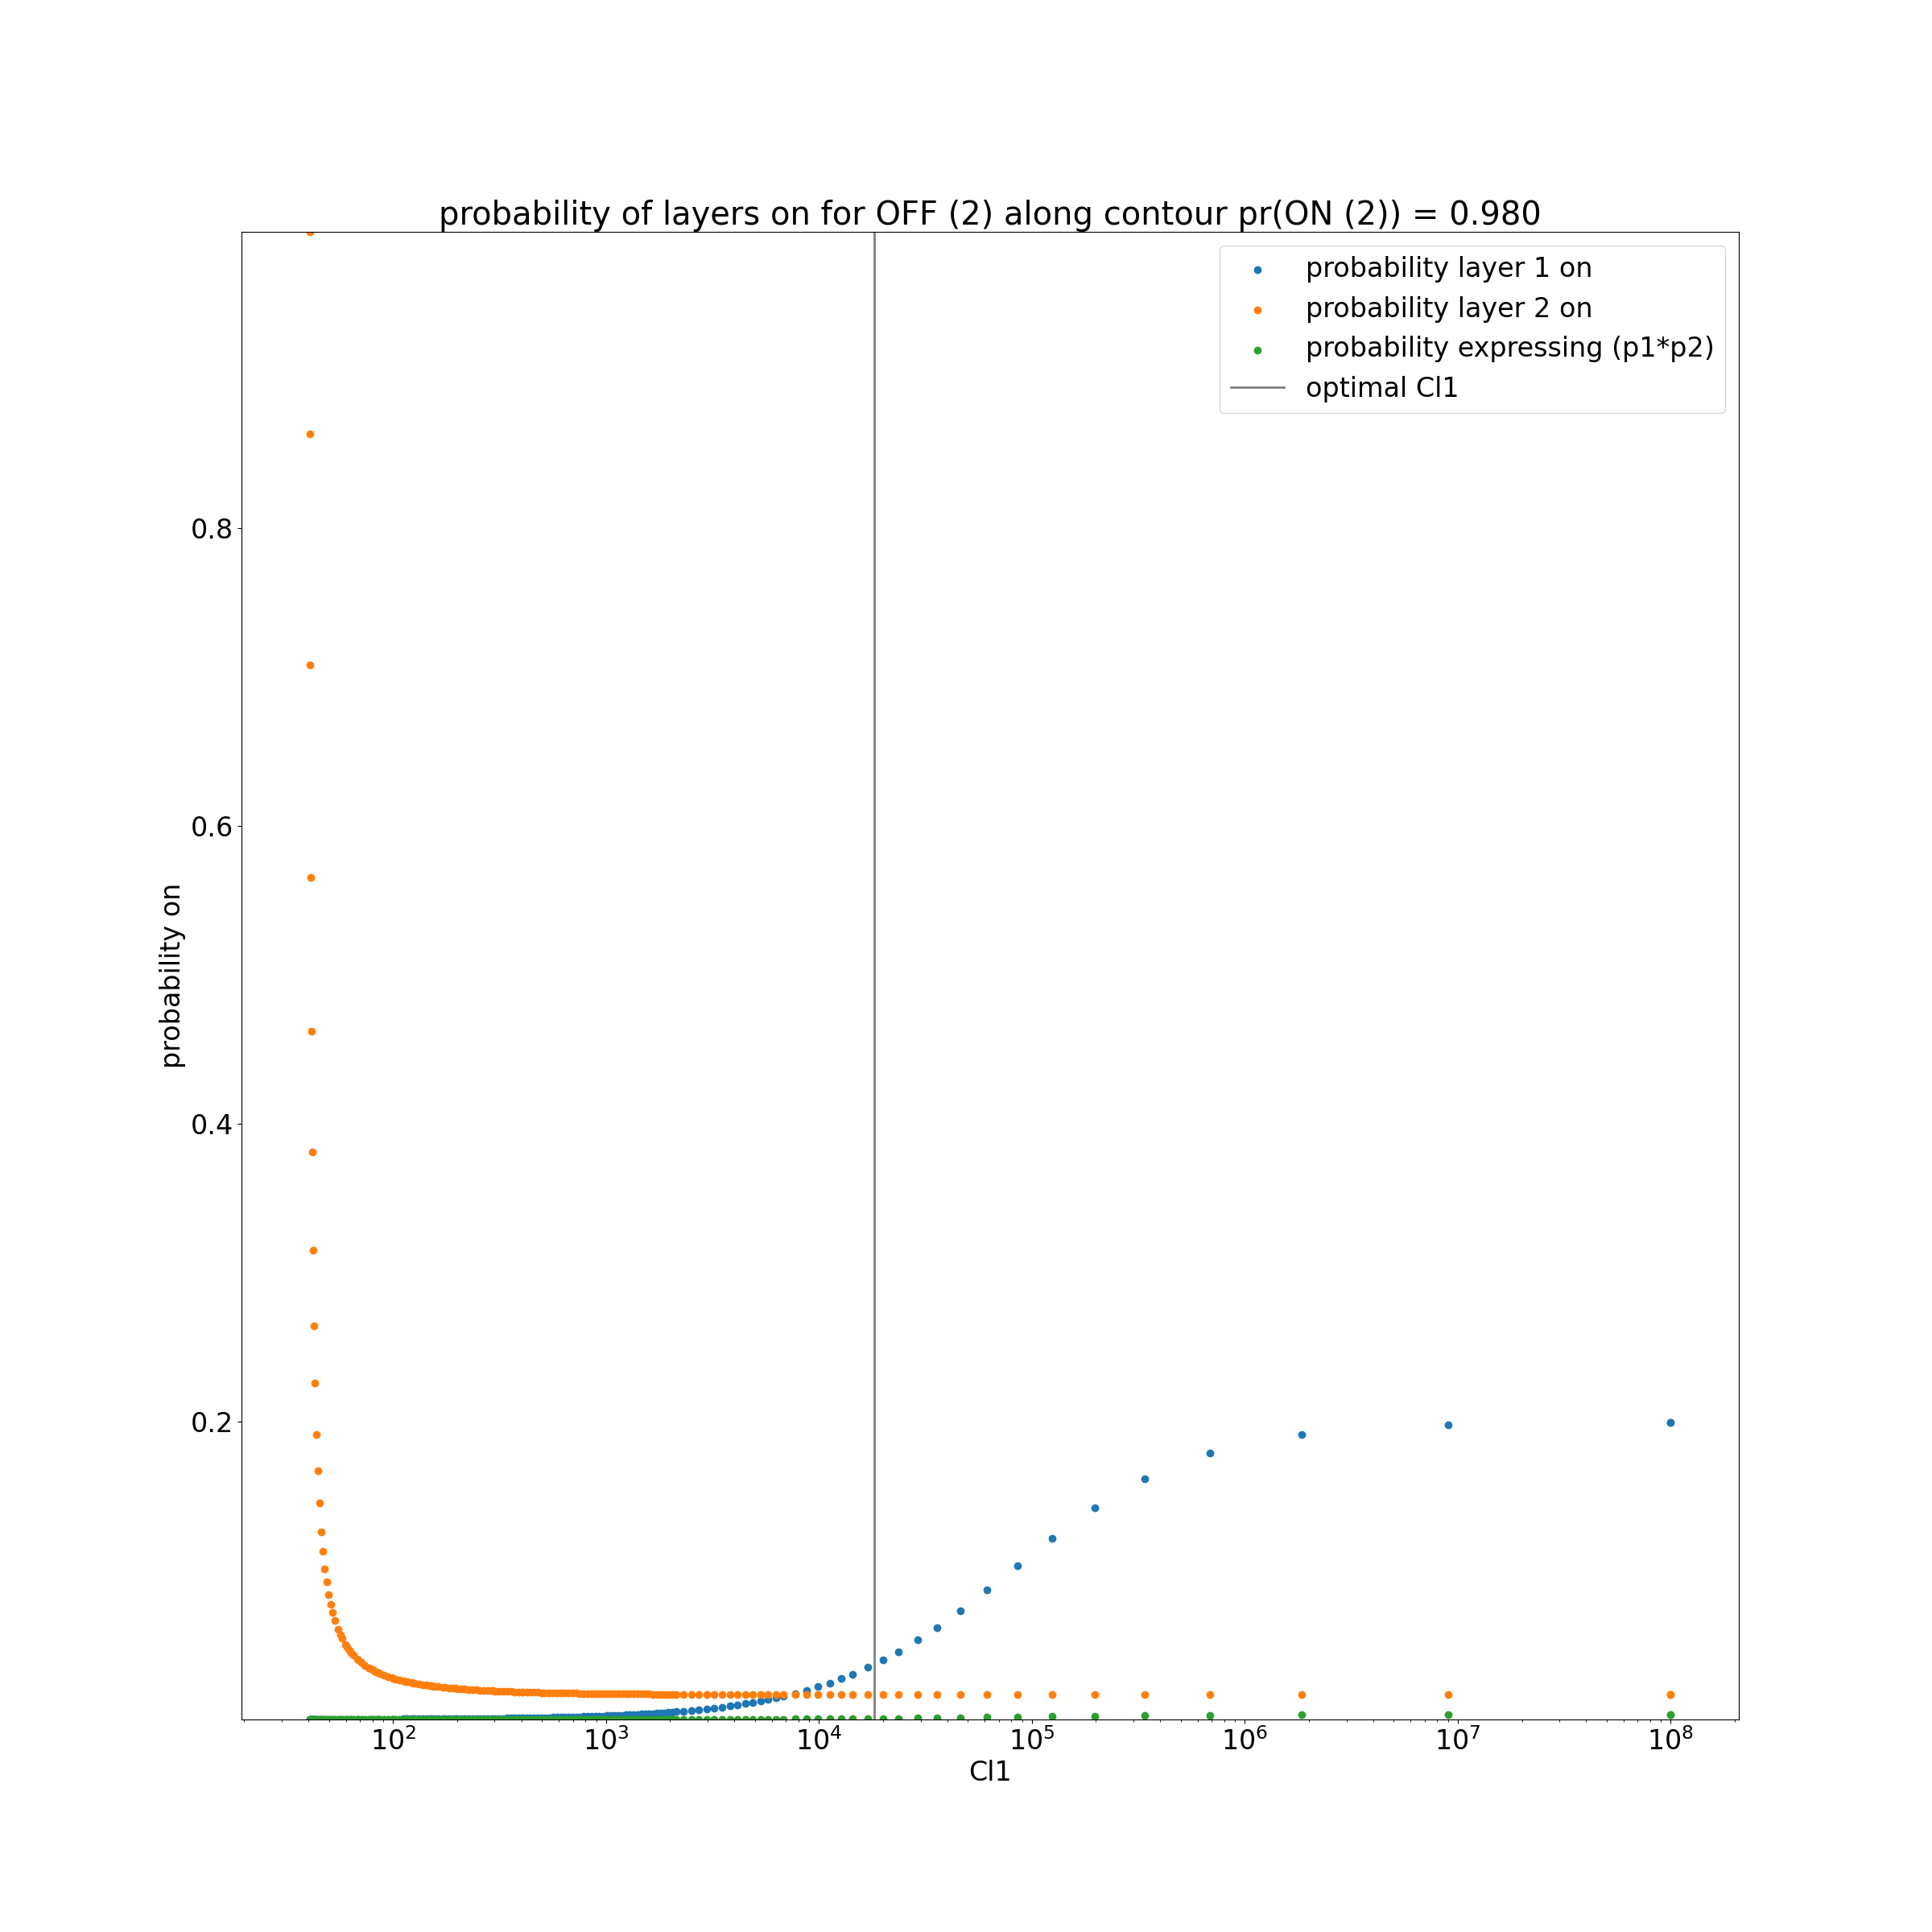 probability of layers on for OFF (2) along contour pr(ON (2)) = 0.980
probability layer 1 on
probability layer 2 on
probability expressing (p1*p2)
optimal Cl1
0.8
0.6
0.4
0.2
probability on
10²
10³
10⁴
10⁵
10⁶
10⁷
10⁸
Cl1